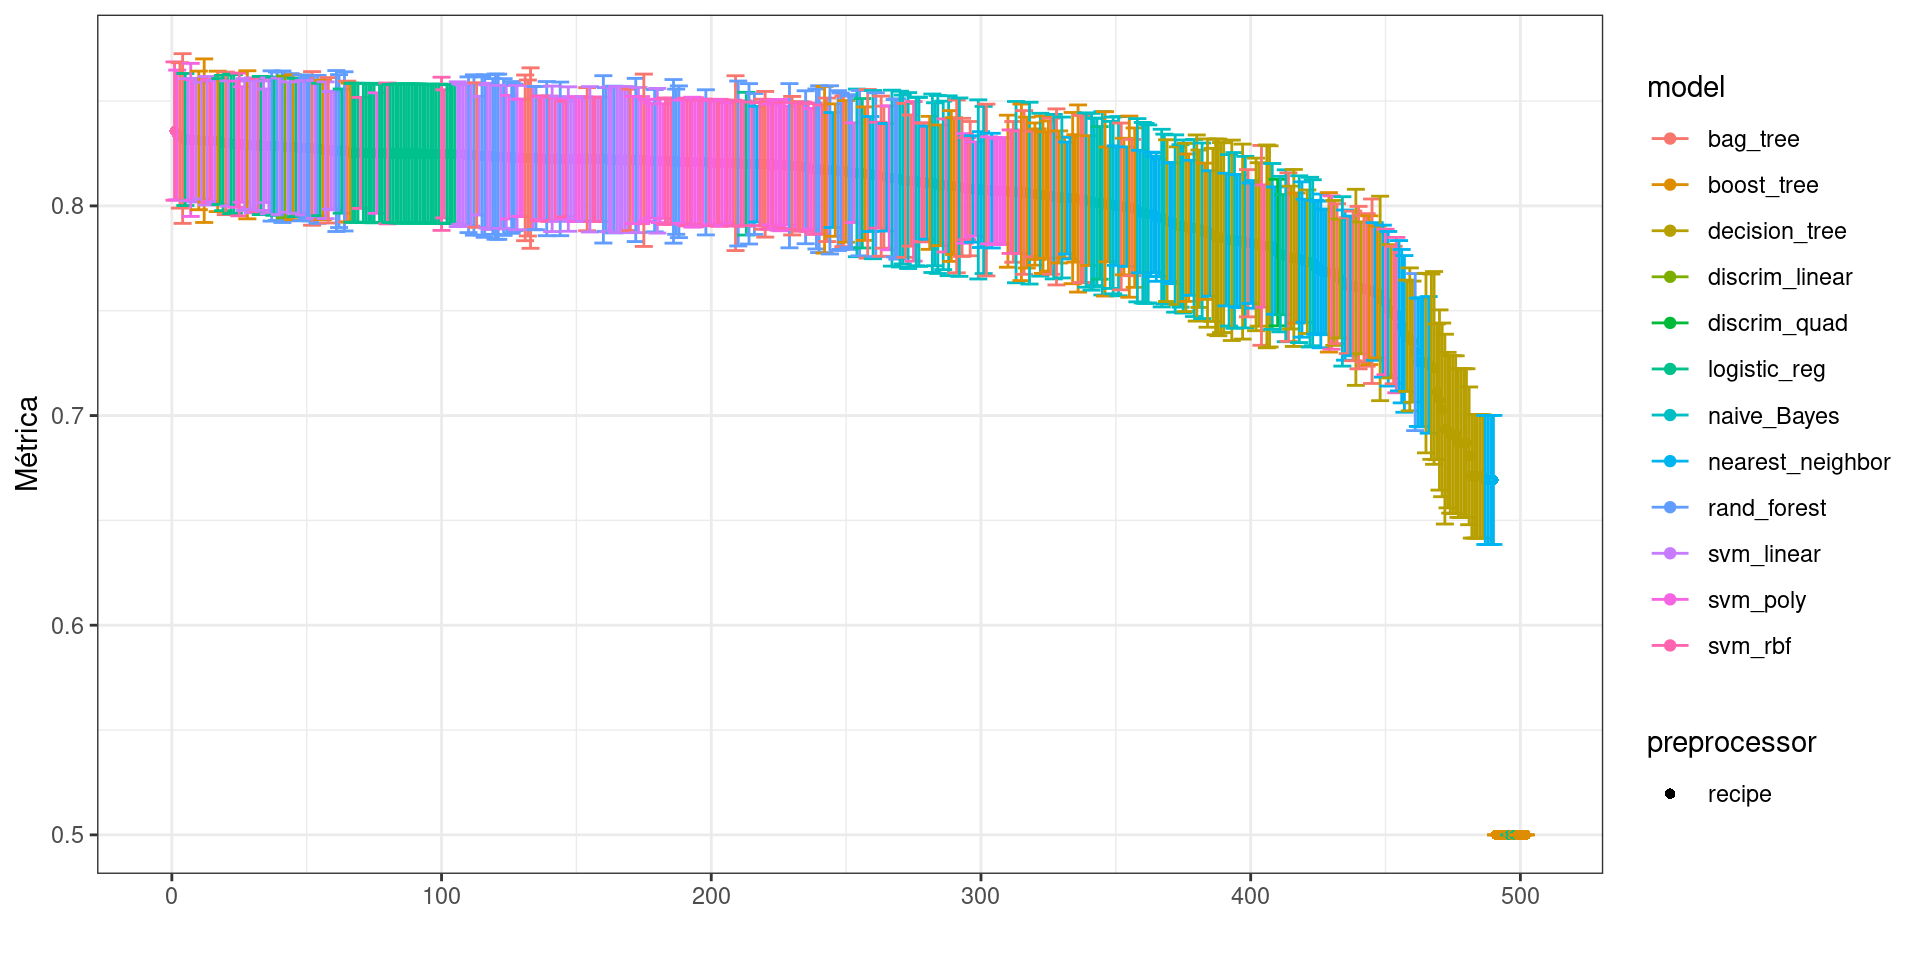 Métrica
0.8
0.7
0.6
0.5
0
100
200
300
400
500
model
bag_tree
boost_tree
decision_tree
discrim_linear
discrim_quad
logistic_reg
naive_Bayes
nearest_neighbor
rand_forest
svm_linear
svm_poly
svm_rbf
preprocessor
recipe